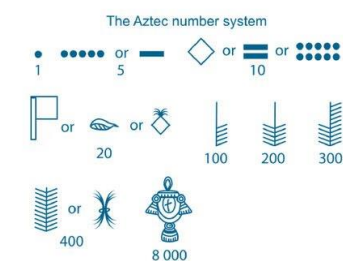 The Aztec number system
or or or
1 5 10
or or
20 100 200 300
or
400
8 000